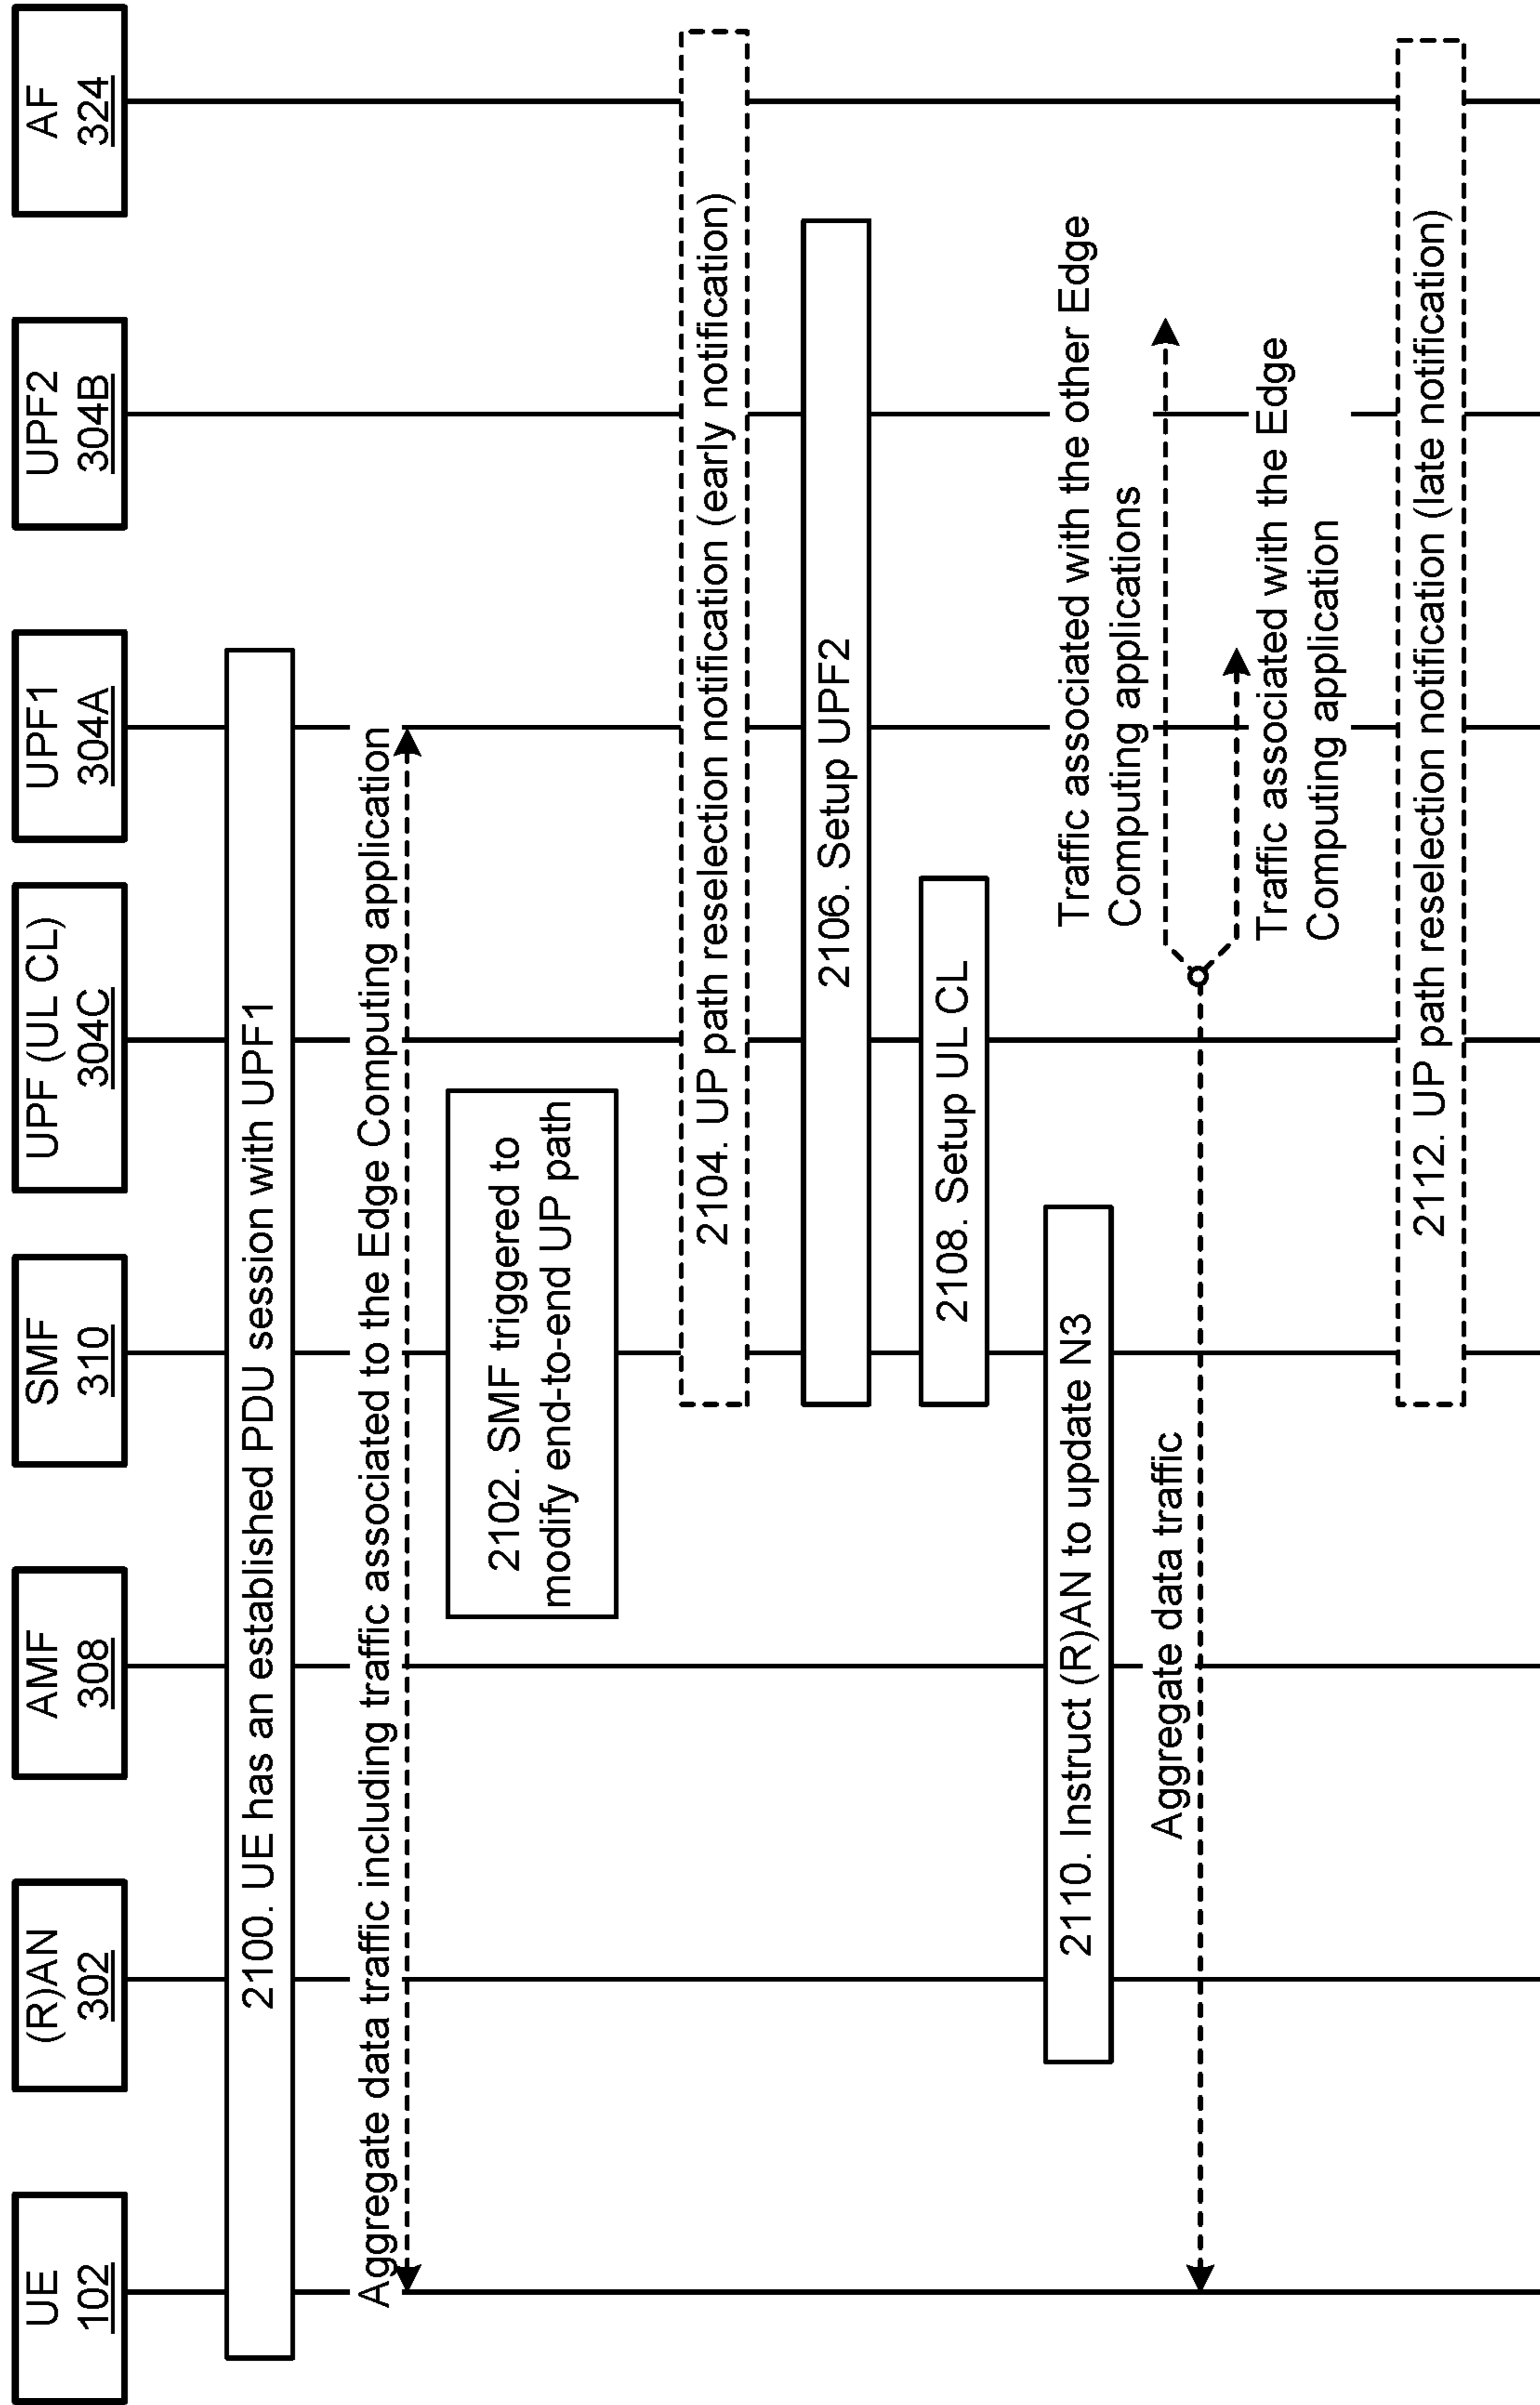 UE
102
(R)AN
302
AMF
308
SMF
310
UPF (UL CL)
304C
UPF1
304A
UPF2
304B
AF
324
2100. UE has an established PDU session with UPF1
Aggregate data traffic including traffic associated to the Edge Computing application
2102. SMF triggered to
modify end-to-end UP path
2104. UP path reselection notification (early notification)
2106. Setup UPF2
2108. Setup UL CL
2110. Instruct (R)AN to update N3
Aggregate data traffic
Traffic associated with the other Edge
Computing applications
Traffic associated with the Edge
Computing application
2112. UP path reselection notification (late notification)